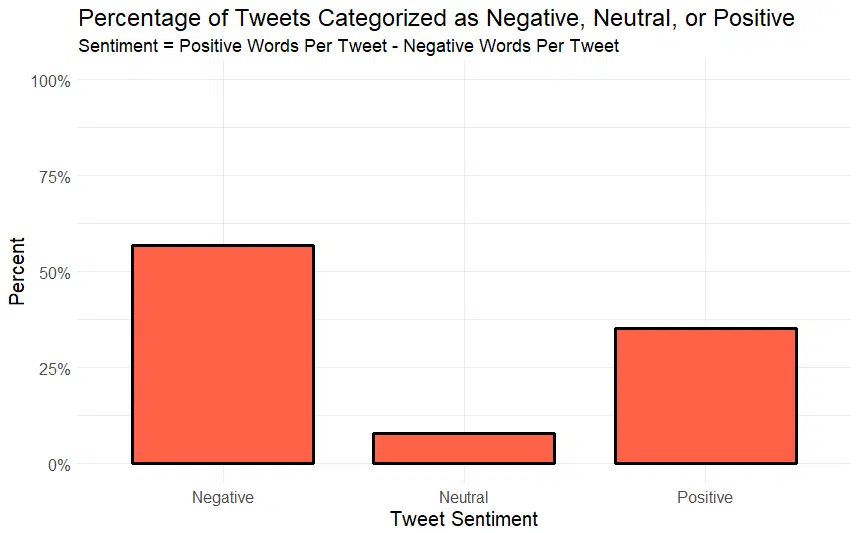 Percentage of Tweets Categorized as Negative, Neutral, or Positive
Sentiment = Positive Words Per Tweet - Negative Words Per Tweet
100%
75%
50%
25%
0%
Percent
Negative
Neutral
Positive
Tweet Sentiment